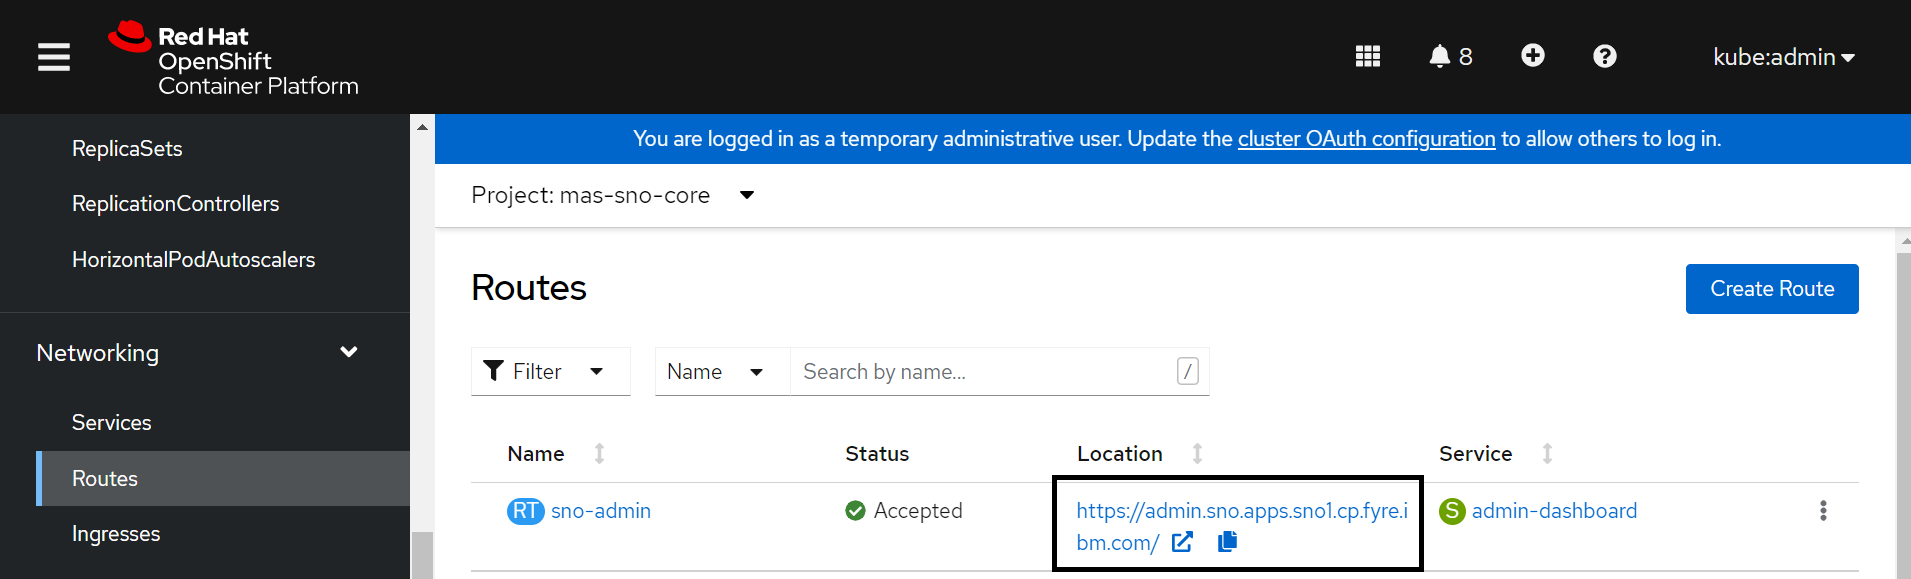 Red Hat
OpenShift
Container Platform
8
kube:admin
ReplicaSets
ReplicationControllers
HorizontalPodAutoscalers
Networking
Services
Routes
Ingresses
You are logged in as a temporary administrative user. Update the cluster OAuth configuration to allow others to log in.
Project: mas-sno-core
Routes
Create Route
Filter
Name
Search by name...
/
Name
Status
Location
Service
RT sno-admin
Accepted
https://admin.sno.apps.sno1.cp.fyre.i
bm.com/
S admin-dashboard